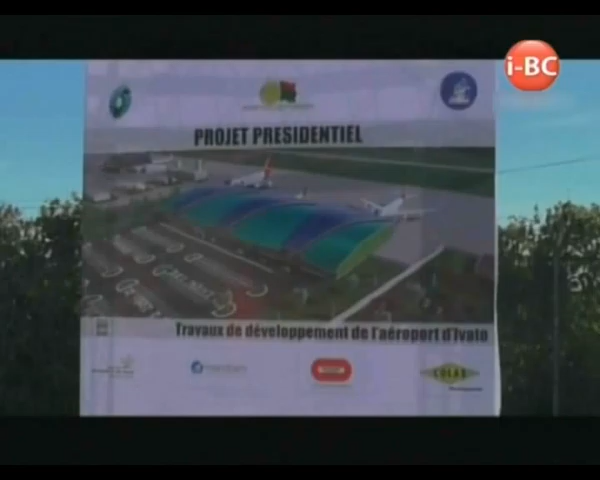 i-BC
PROJET PRESIDENTIEL
Travaux de développement de l'aéroport d'Ivato
COLAS